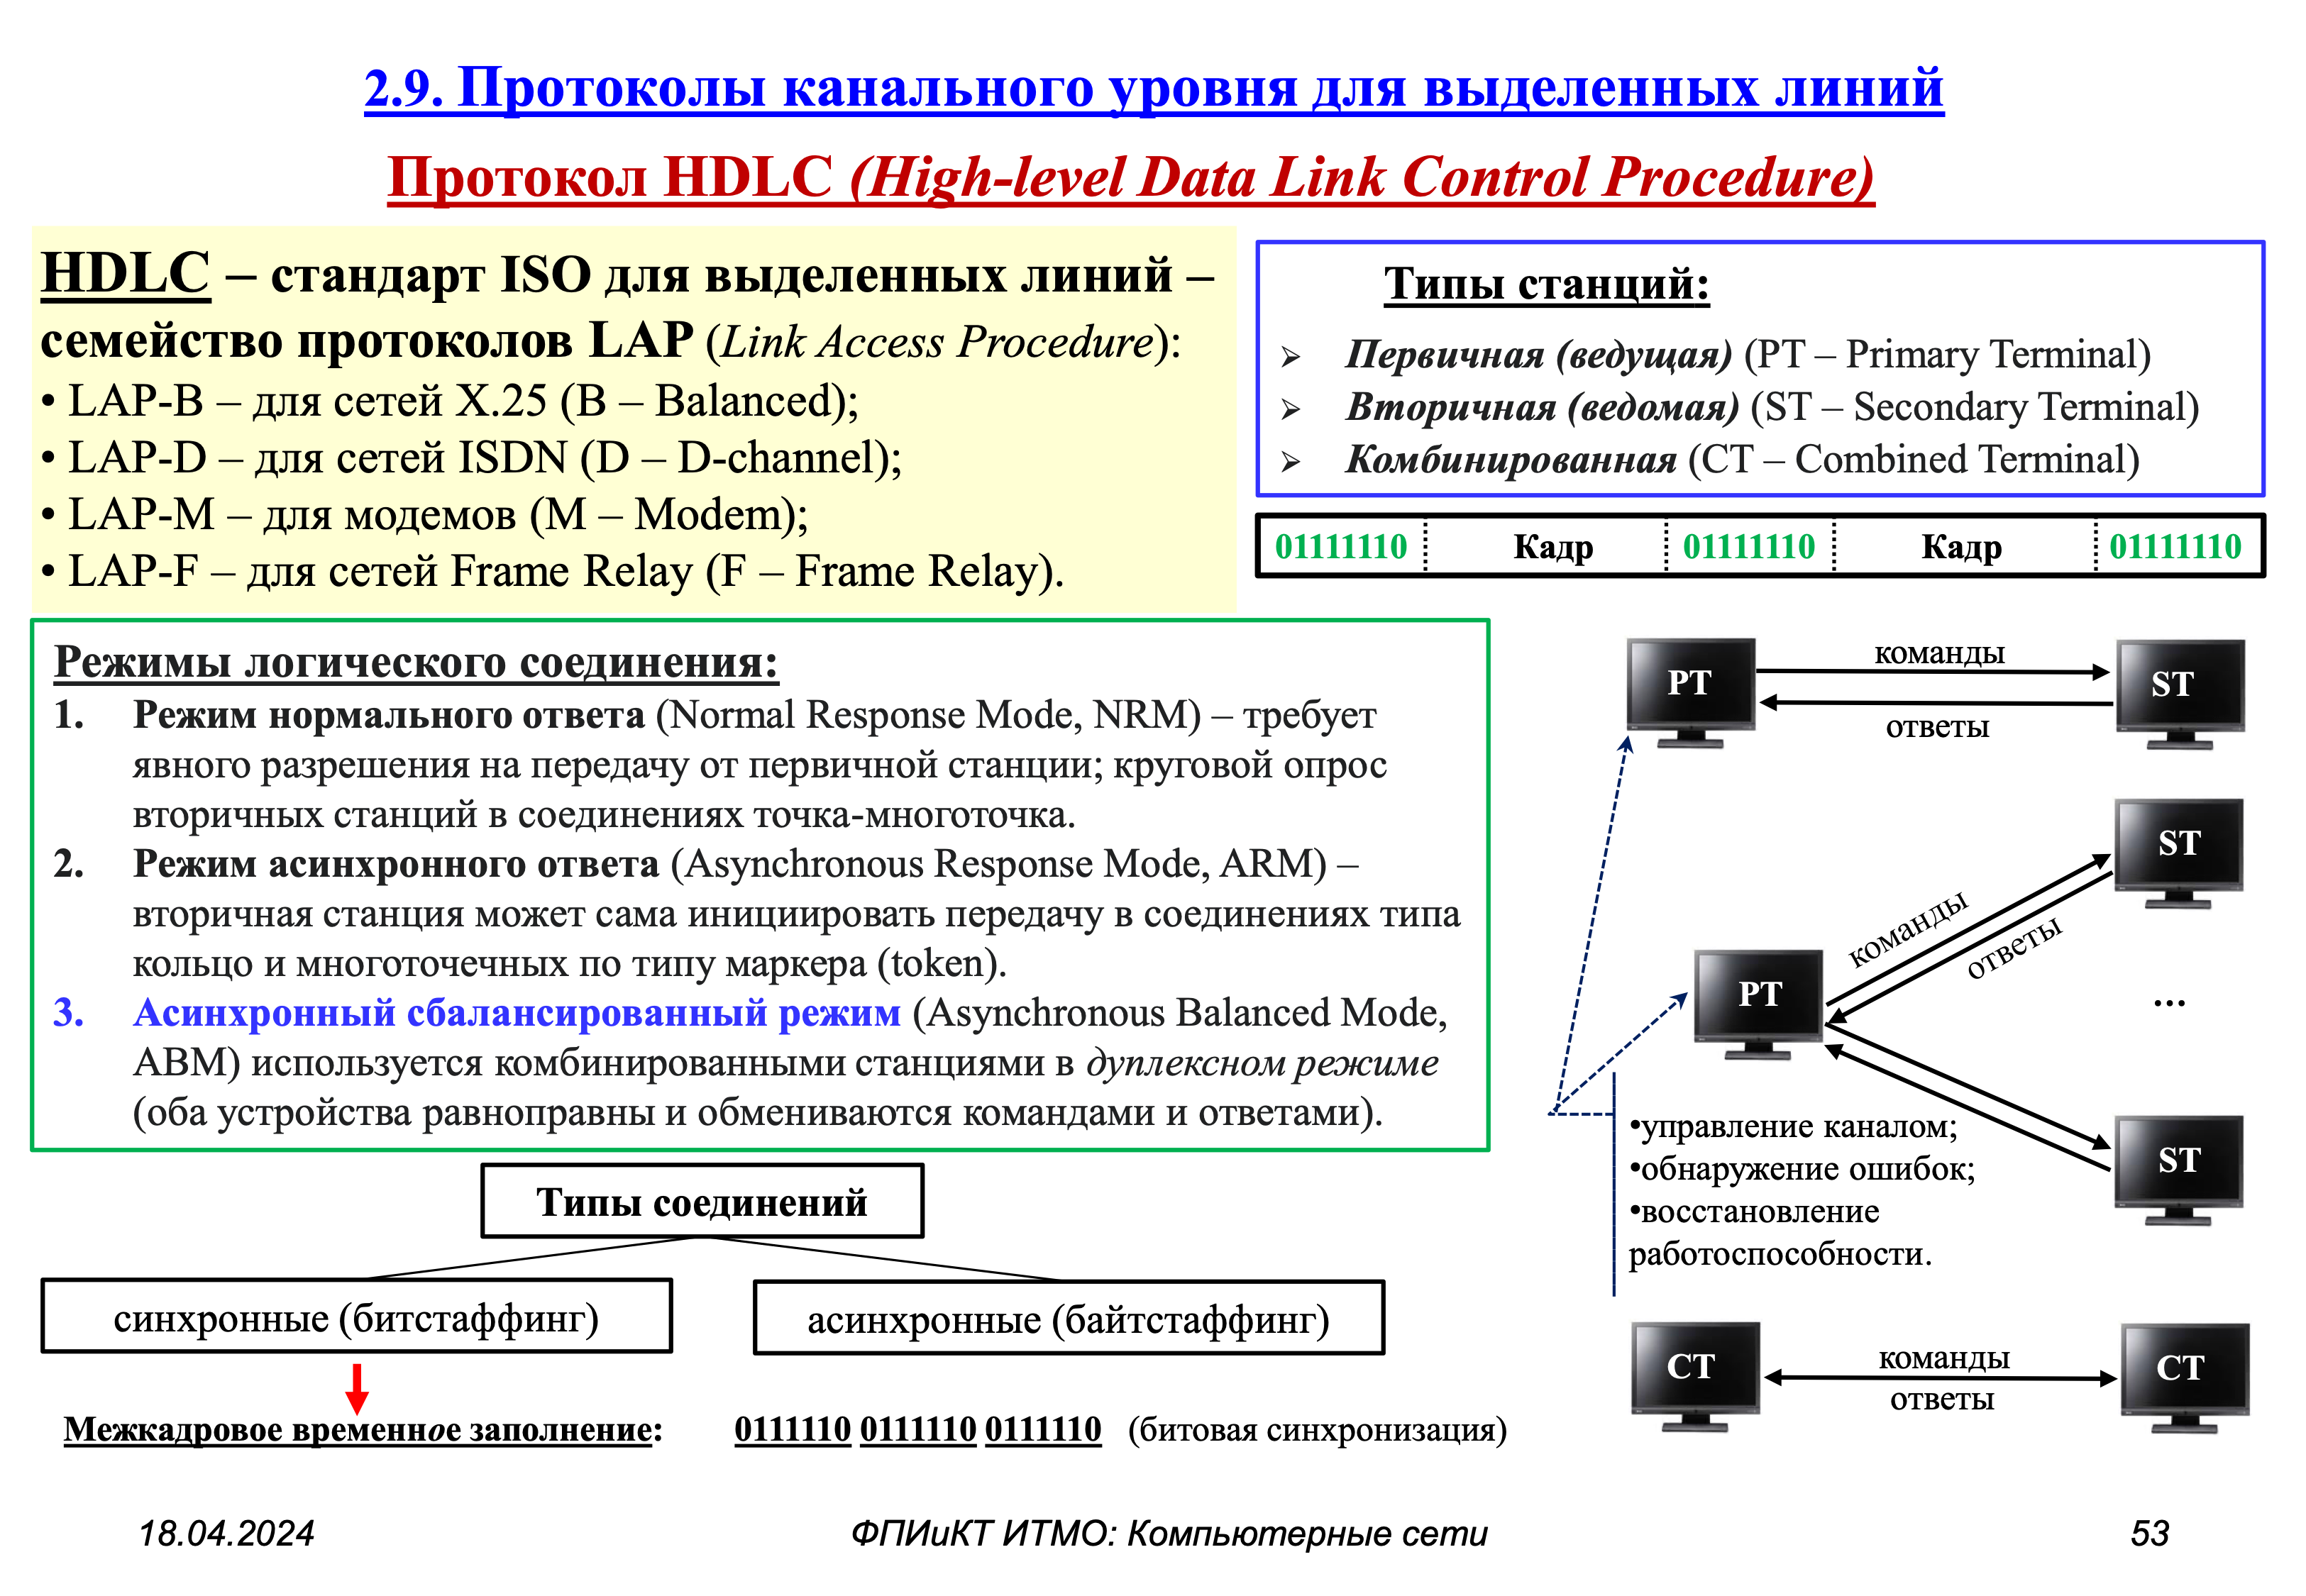 2.9. Протоколы канального уровня для выделенных линий
Протокол HDLC (High-level Data Link Control Procedure)
HDLC – стандарт ISO для выделенных линий –
семейство протоколов LAP (Link Access Procedure):
• LAP-B – для сетей X.25 (B – Balanced);
• LAP-D – для сетей ISDN (D – D-channel);
• LAP-M – для модемов (M – Modem);
• LAP-F – для сетей Frame Relay (F – Frame Relay).
Типы станций:
➢ Первичная (ведущая) (PT – Primary Terminal)
➢ Вторичная (ведомая) (ST – Secondary Terminal)
➢ Комбинированная (CT – Combined Terminal)
01111110 Кадр 01111110 Кадр 01111110
Режимы логического соединения:
1. Режим нормального ответа (Normal Response Mode, NRM) – требует
явного разрешения на передачу от первичной станции; круговой опрос
вторичных станций в соединениях точка-многоточка.
2. Режим асинхронного ответа (Asynchronous Response Mode, ARM) –
вторичная станция может сама инициировать передачу в соединениях типа
кольцо и многоточечных по типу маркера (token).
3. Асинхронный сбалансированный режим (Asynchronous Balanced Mode,
ABM) используется комбинированными станциями в дуплексном режиме
(оба устройства равноправны и обмениваются командами и ответами).
Типы соединений
синхронные (битстаффинг)
асинхронные (байтстаффинг)
Межкадровое временное заполнение: 0111110 0111110 0111110 (битовая синхронизация)
PT
команды
ответы
ST
ST
команды
ответы
PT
...
ST
•управление каналом;
•обнаружение ошибок;
•восстановление
работоспособности.
CT
команды
ответы
CT
18.04.2024
ФПИиКТ ИТМО: Компьютерные сети
53